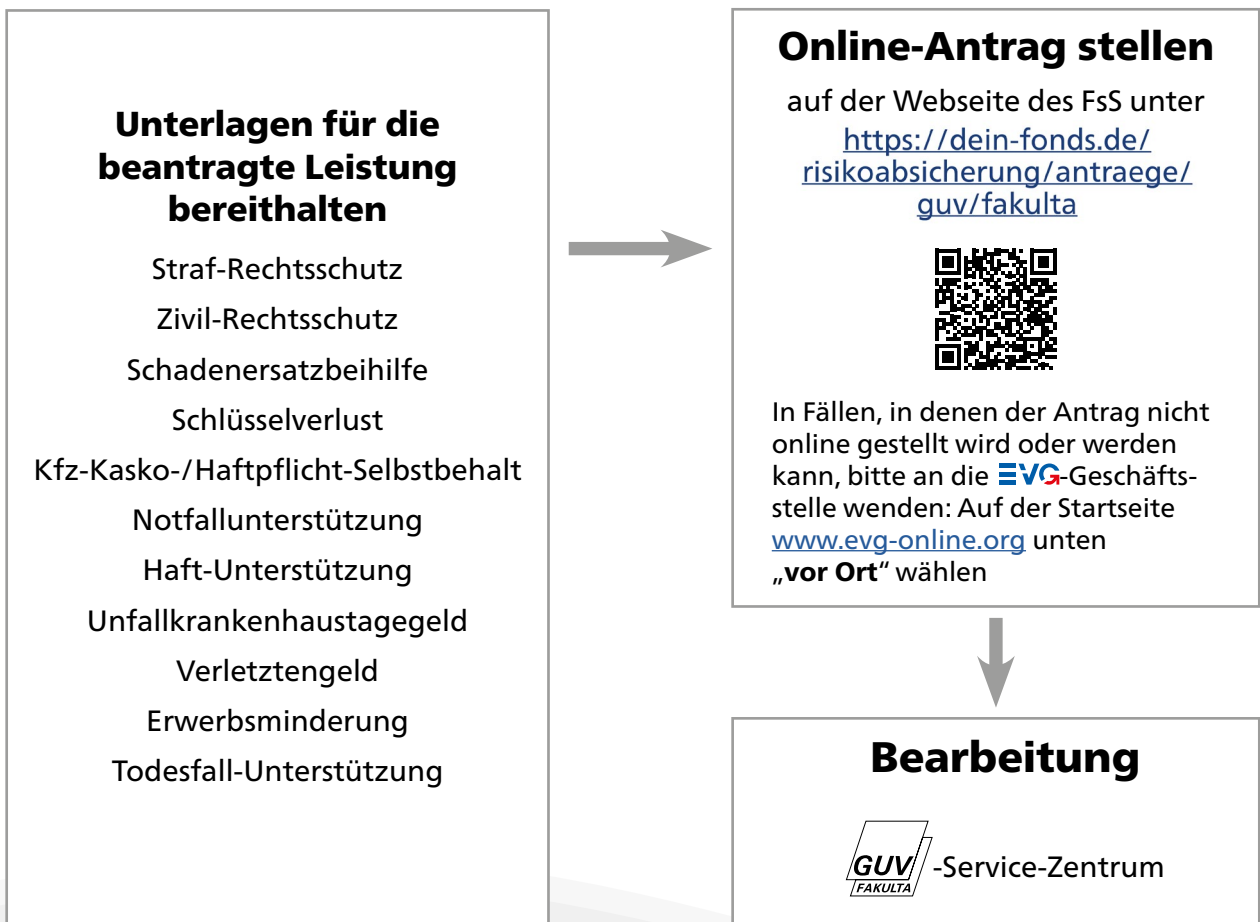 Unterlagen für die
beantragte Leistung
bereithalten
Straf-Rechtsschutz
Zivil-Rechtsschutz
Schadenersatzbeihilfe
Schlüsselverlust
Kfz-Kasko-/Haftpflicht-Selbstbehalt
Notfallunterstützung
Haft-Unterstützung
Unfallkrankenhaustagegeld
Verletztengeld
Erwerbsminderung
Todesfall-Unterstützung
Online-Antrag stellen
auf der Webseite des FsS unter
https://dein-fonds.de/
risikoabsicherung/antraege/
guv/fakulta
In Fällen, in denen der Antrag nicht
online gestellt wird oder werden
kann, bitte an die EVG-Geschäfts-
stelle wenden: Auf der Startseite
www.evg-online.org unten
„vor Ort“ wählen
Bearbeitung
GUV
FAKULTA
-Service-Zentrum